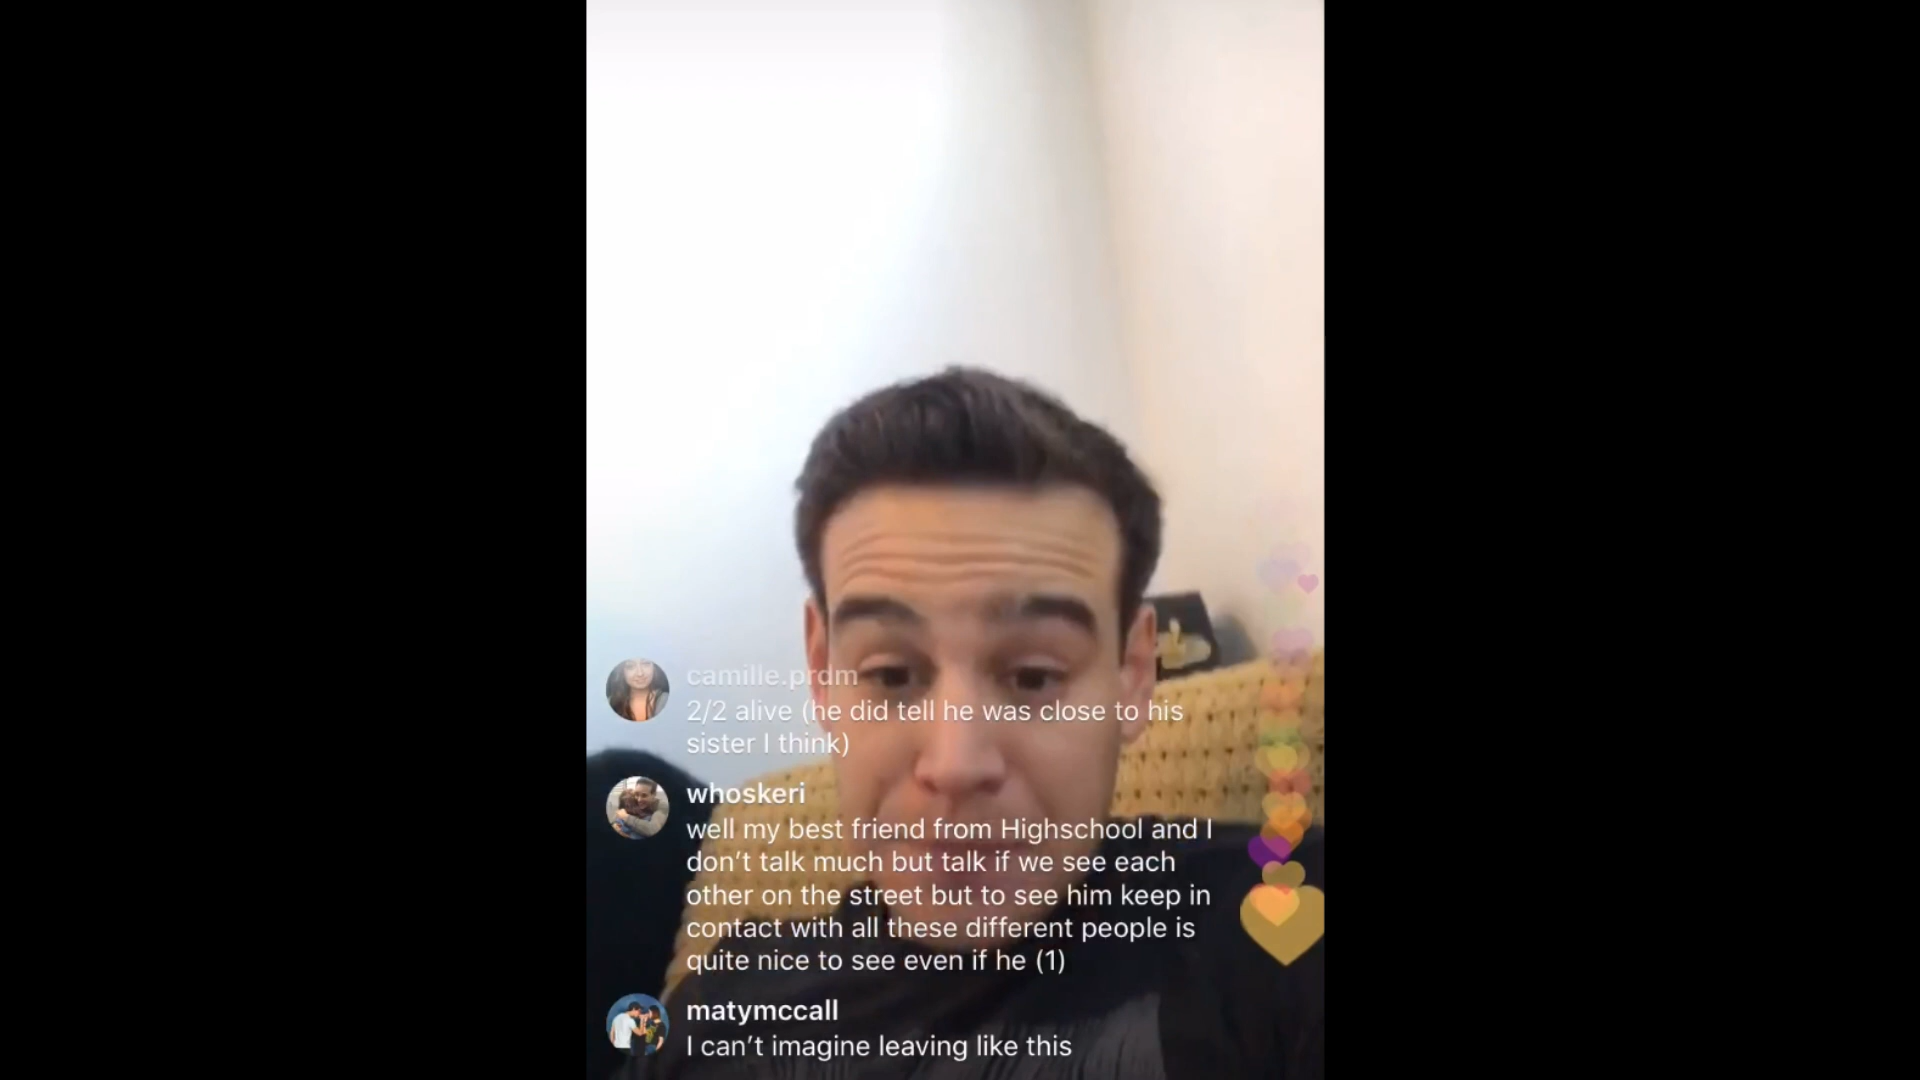 camille.prdm
2/2 alive (he did tell he was close to his
sister I think)
whoskeri
well my best friend from Highschool and I
don’t talk much but talk if we see each
other on the street but to see him keep in
contact with all these different people is
quite nice to see even if he (1)
matymccall
I can’t imagine leaving like this